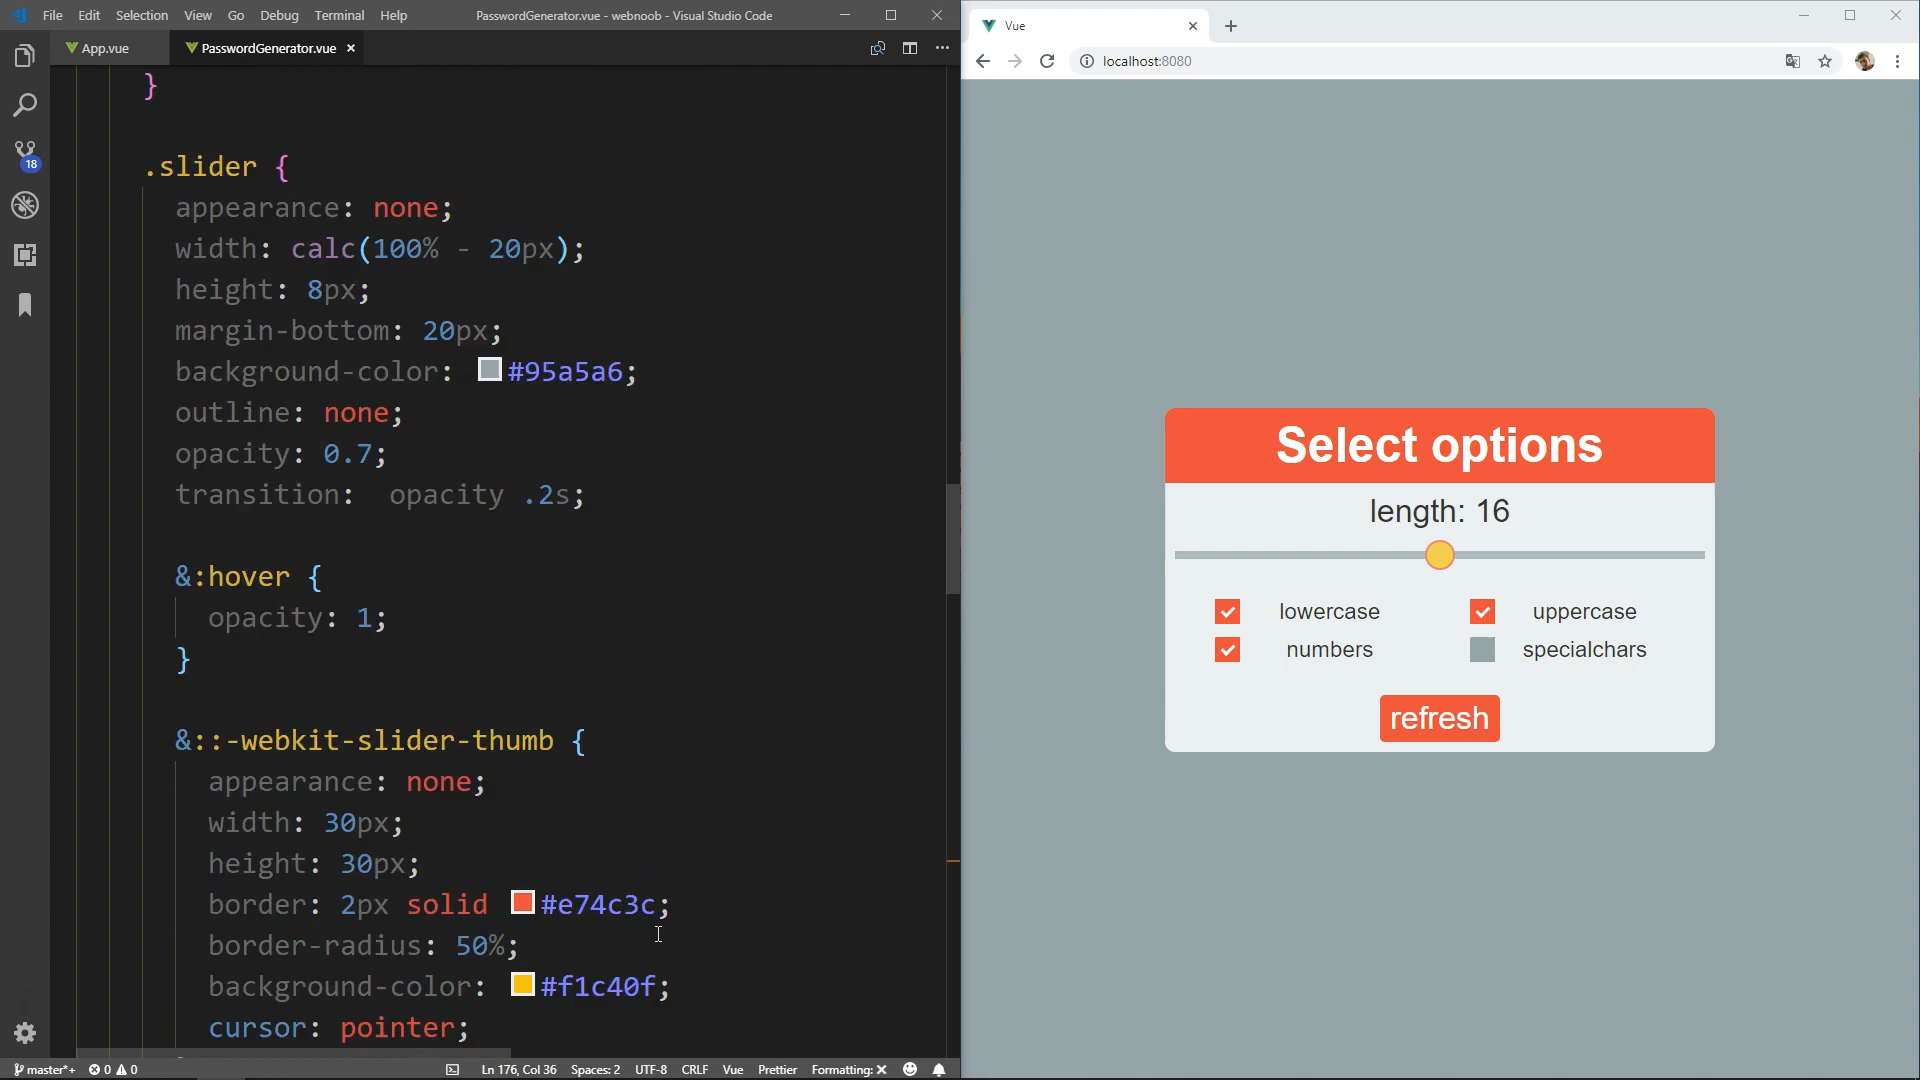 File Edit Selection View Go Debug Terminal Help PasswordGenerator.vue - webnoob - Visual Studio Code
App.vue PasswordGenerator.vue
}
.slider {
appearance: none;
width: calc(100% - 20px);
height: 8px;
margin-bottom: 20px;
background-color: #95a5a6;
outline: none;
opacity: 0.7;
transition:  opacity .2s;
&:hover {
opacity: 1;
}
&::-webkit-slider-thumb {
appearance: none;
width: 30px;
height: 30px;
border: 2px solid #e74c3c;
border-radius: 50%;
background-color: #f1c40f;
cursor: pointer;
18
master*+ 0 0 Ln 176, Col 36 Spaces: 2 UTF-8 CRLF Vue Prettier Formatting: ×
Vue
localhost:8080
Select options
length: 16
lowercase uppercase
numbers specialchars
refresh